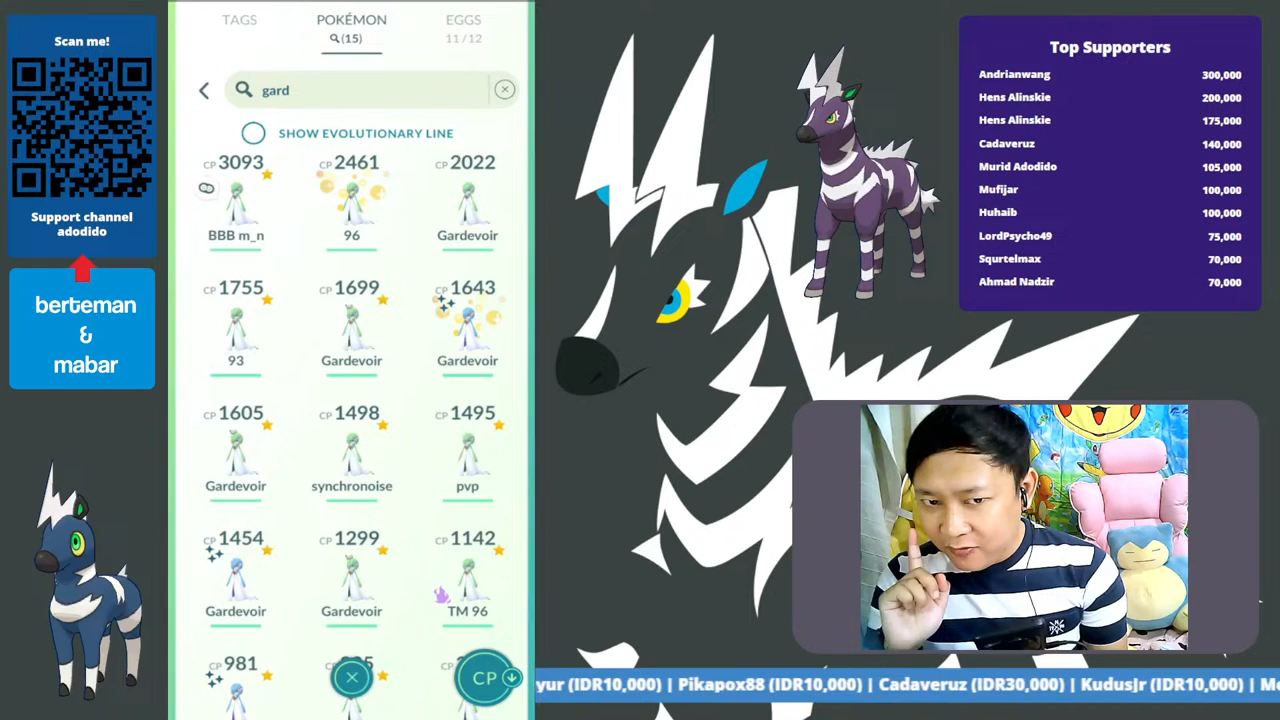 Scan me!
Support channel
adodido
berteman
&
mabar
TAGS
POKÉMON
(15)
EGGS
11 / 12
gard
SHOW EVOLUTIONARY LINE
CP 3093
CP 2461
CP 2022
BBB m_n
96
Gardevoir
CP 1755
CP 1699
CP 1643
93
Gardevoir
Gardevoir
CP 1605
CP 1498
CP 1495
Gardevoir
synchronoise
pvp
CP 1454
CP 1299
CP 1142
Gardevoir
Gardevoir
TM 96
CP 981
CP
Top Supporters
Andrianwang 300,000
Hens Alinskie 200,000
Hens Alinskie 175,000
Cadaveruz 140,000
Murid Adodido 105,000
Mufijar 100,000
Huhaib 100,000
LordPsycho49 75,000
Squrtelmax 70,000
Ahmad Nadzir 70,000
yur (IDR10,000) | Pikapox88 (IDR10,000) | Cadaveruz (IDR30,000) | KudusJr (IDR10,000) |